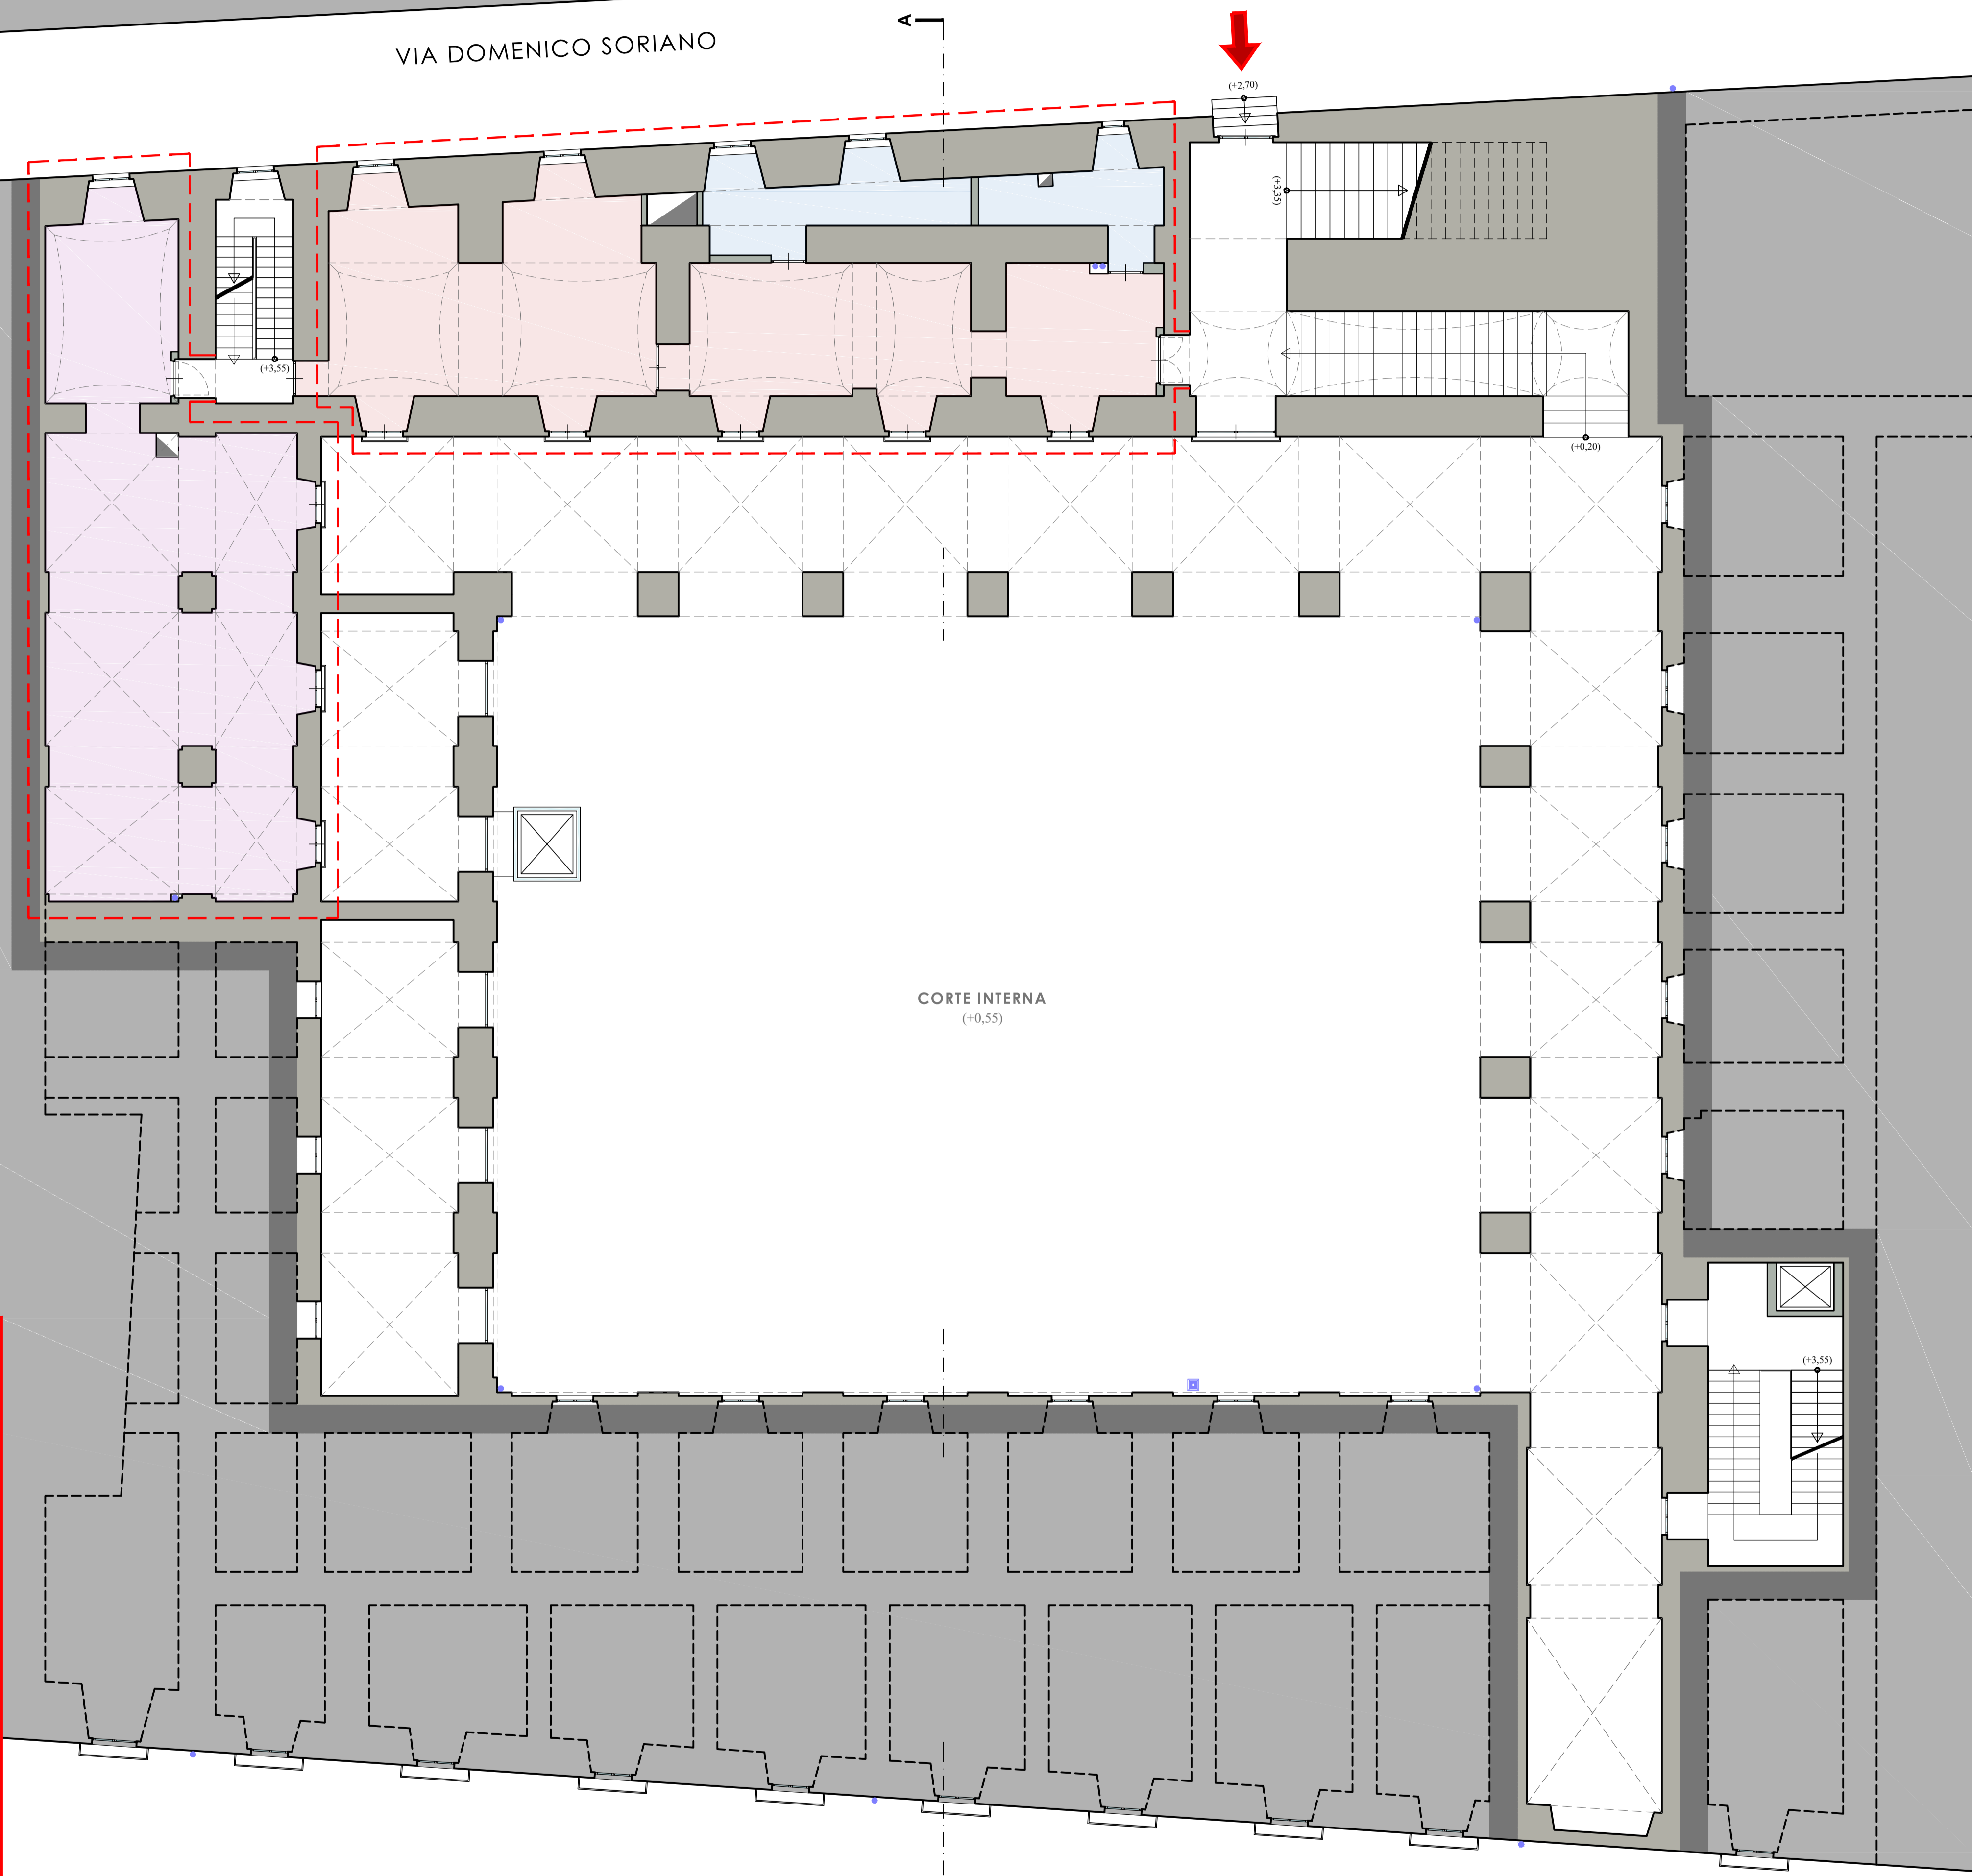 A
VIA DOMENICO SORIANO
(+2,70)
(+3,35)
(+3,55)
(+0,20)
CORTE INTERNA
(+0,55)
(+3,55)